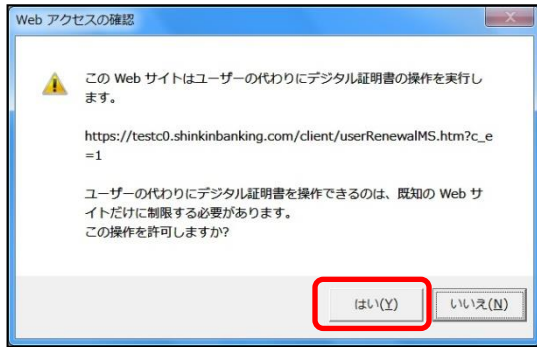 Web アクセスの確認
この Web サイトはユーザーの代わりにデジタル証明書の操作を実行し
ます。
https://testc0.shinkinbanking.com/client/userRenewalMS.htm?c_e
=1
ユーザーの代わりにデジタル証明書を操作できるのは、既知の Web サ
イトだけに制限する必要があります。
この操作を許可しますか?
はい(Y) いいえ(N)